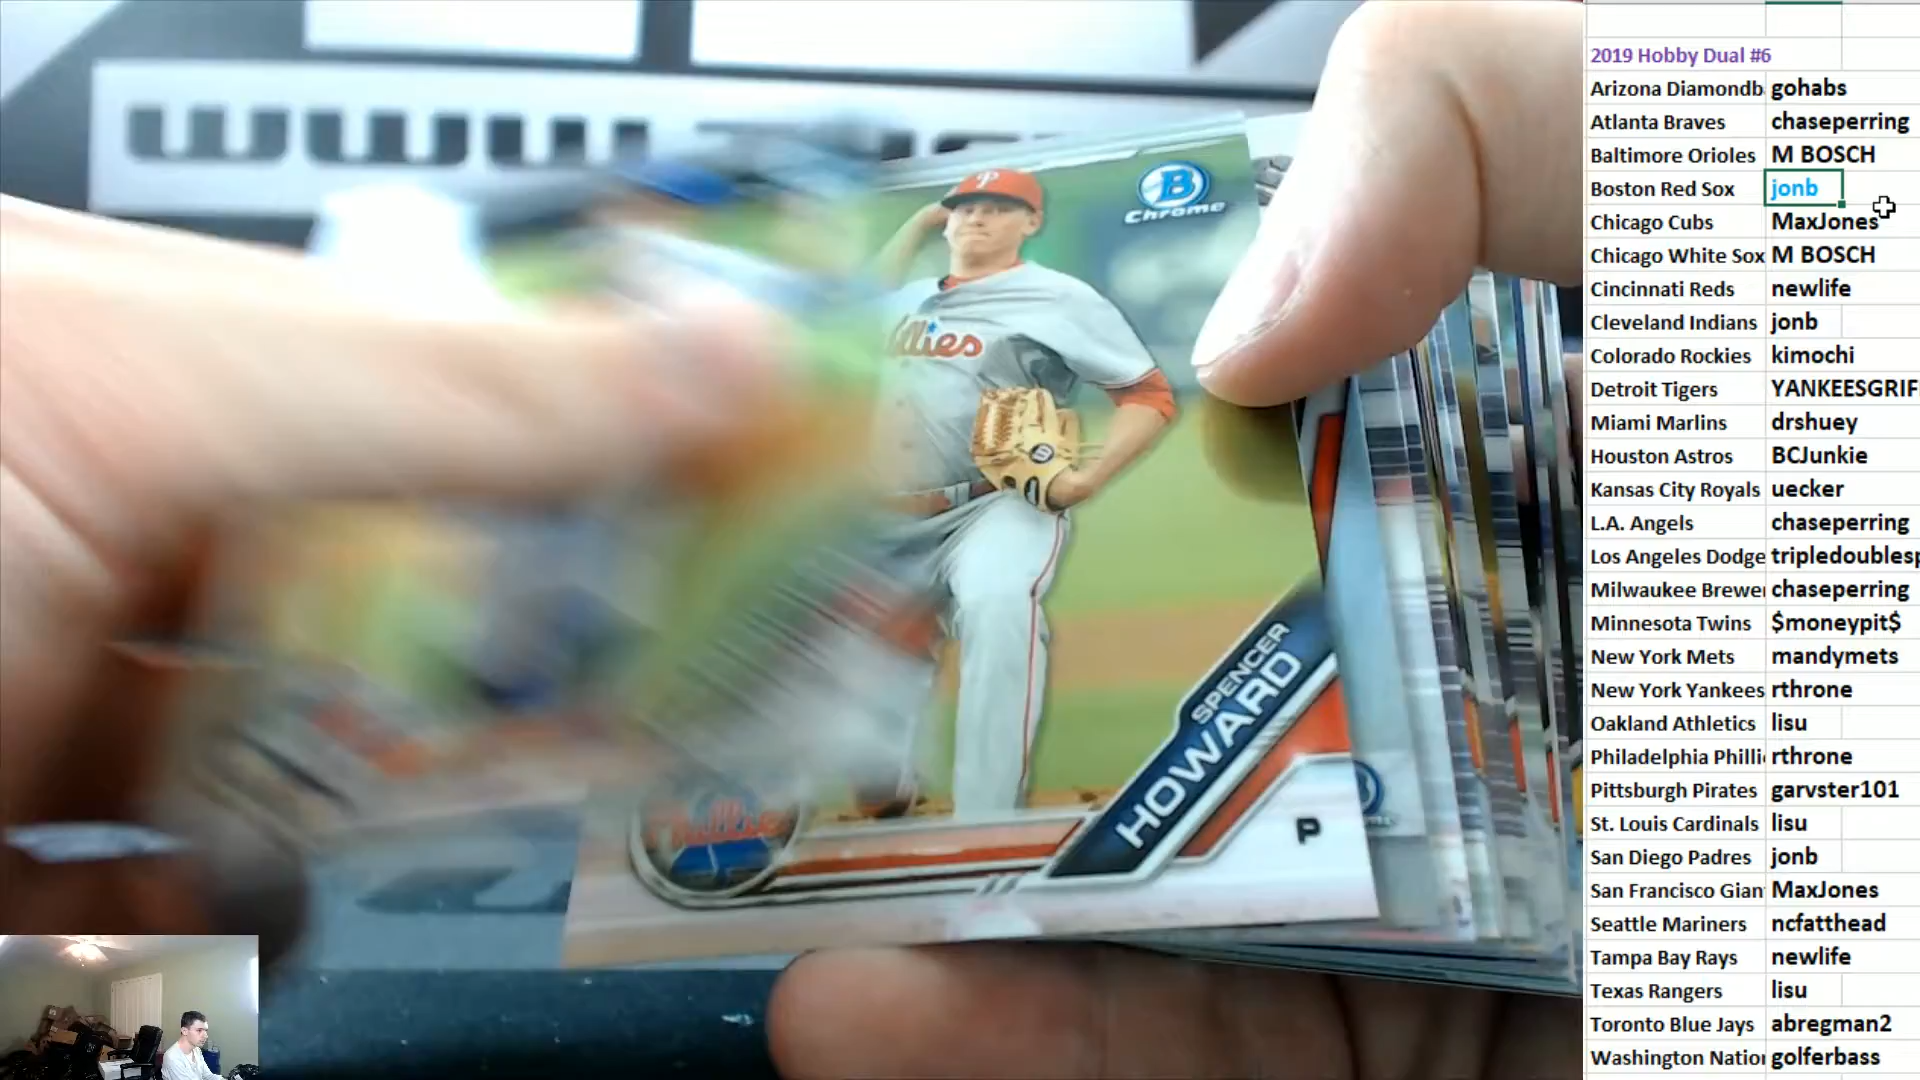 WWW
B
Chrome
P
Phillies
SPENCER
HOWARD
P
2019 Hobby Dual #6
Arizona Diamondb gohabs
Atlanta Braves chaseperring
Baltimore Orioles M BOSCH
Boston Red Sox jonb
Chicago Cubs MaxJones
Chicago White Sox M BOSCH
Cincinnati Reds newlife
Cleveland Indians jonb
Colorado Rockies kimochi
Detroit Tigers YANKEESGRIF
Miami Marlins drshuey
Houston Astros BCJunkie
Kansas City Royals uecker
L.A. Angels chaseperring
Los Angeles Dodge tripledoublesp
Milwaukee Brewer chaseperring
Minnesota Twins $moneypit$
New York Mets mandymets
New York Yankees rthrone
Oakland Athletics lisu
Philadelphia Philli rthrone
Pittsburgh Pirates garvster101
St. Louis Cardinals lisu
San Diego Padres jonb
San Francisco Gian MaxJones
Seattle Mariners ncfatthead
Tampa Bay Rays newlife
Texas Rangers lisu
Toronto Blue Jays abregman2
Washington Natio golferbass